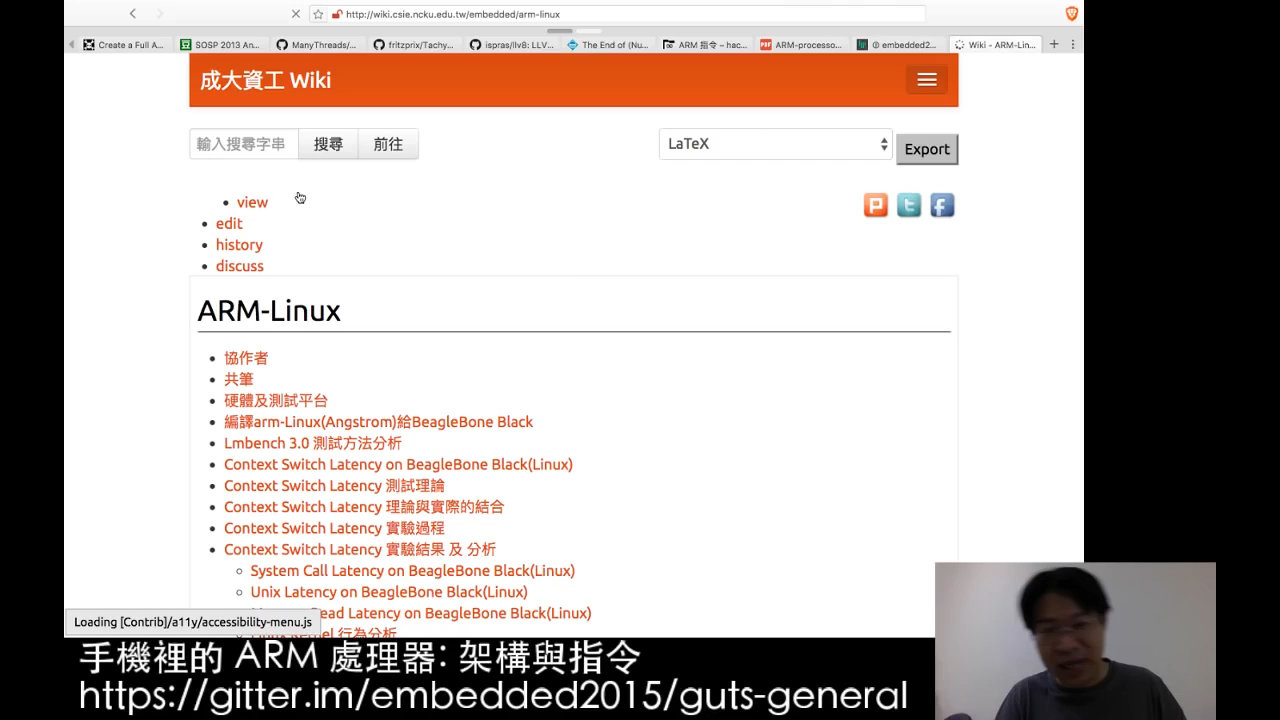 http://wiki.csie.ncku.edu.tw/embedded/arm-linux
Create a Full A...
SOSP 2013 An...
ManyThreads/...
fritzprix/Tachy...
ispras/llv8: LLV...
The End of (Nu...
ARM 指令 – hac...
ARM-processo...
embedded2...
Wiki - ARM-Lin...
成大資工 Wiki
輸入搜尋字串
搜尋
前往
LaTeX
Export
view
edit
history
discuss
ARM-Linux
協作者
共筆
硬體及測試平台
編譯arm-Linux(Angstrom)給BeagleBone Black
Lmbench 3.0 測試方法分析
Context Switch Latency on BeagleBone Black(Linux)
Context Switch Latency 測試理論
Context Switch Latency 理論與實際的結合
Context Switch Latency 實驗過程
Context Switch Latency 實驗結果 及 分析
System Call Latency on BeagleBone Black(Linux)
Unix Latency on BeagleBone Black(Linux)
Read Latency on BeagleBone Black(Linux)
Kernel 行為分析
Loading [Contrib]/a11y/accessibility-menu.js
手機裡的 ARM 處理器: 架構與指令
https://gitter.im/embedded2015/guts-general